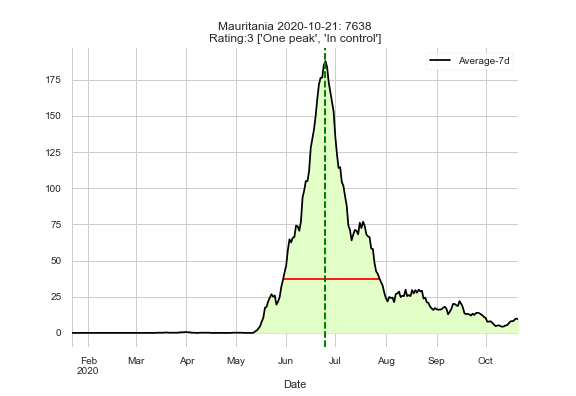 Mauritania 2020-10-21: 7638
Rating:3 ['One peak', 'In control']
Average-7d
175
150
125
100
75
50
25
0
Feb Mar Apr May Jun Jul Aug Sep Oct
2020
Date